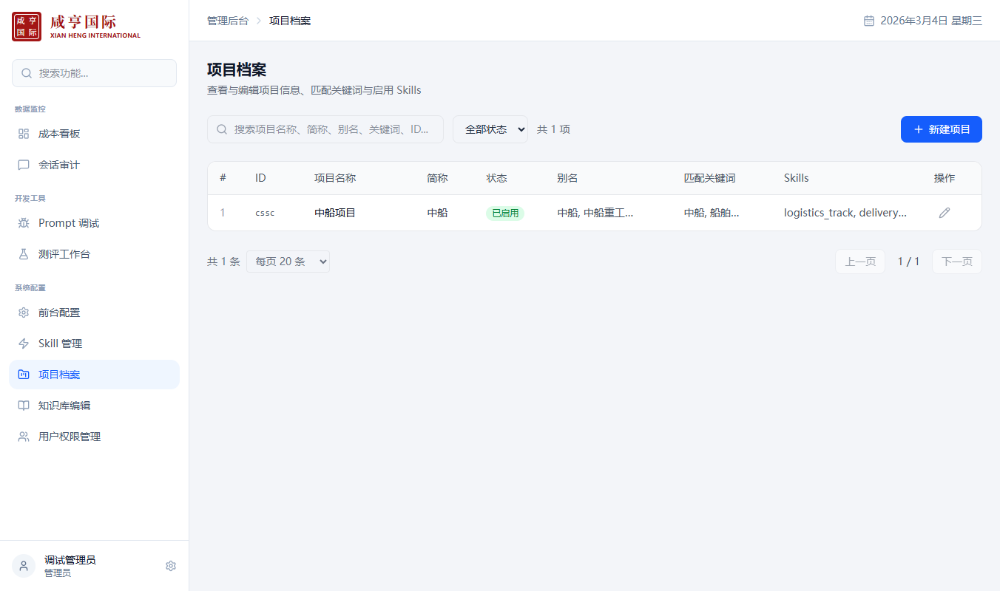 咸亨
国际
咸亨国际
XIAN HENG INTERNATIONAL
搜索功能...
数据监控
成本看板
会话审计
开发工具
Prompt 调试
测评工作台
系统配置
前台配置
Skill 管理
项目档案
知识库编辑
用户权限管理
调试管理员
管理员
管理后台 项目档案 2026年3月4日 星期三
项目档案
查看与编辑项目信息、匹配关键词与启用 Skills
搜索项目名称、简称、别名、关键词、ID... 全部状态 共 1 项 新建项目
# ID 项目名称 简称 状态 别名 匹配关键词 Skills 操作
1 cssc 中船项目 中船 已启用 中船, 中船重工... 中船, 船舶... logistics_track, delivery...
共 1 条 每页 20 条 上一页 1 / 1 下一页